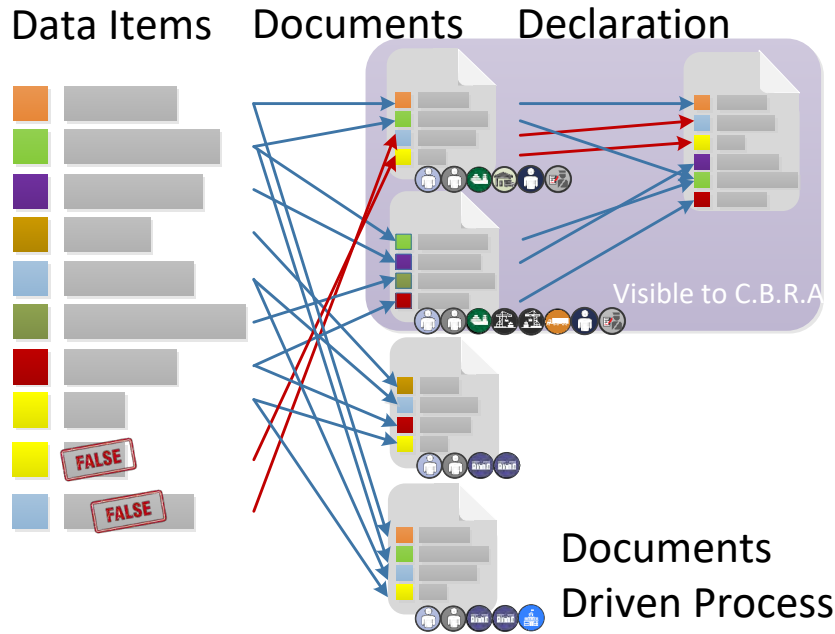 Data Items
Documents
Declaration
Visible to C.B.R.A
FALSE
FALSE
Documents
Driven Process